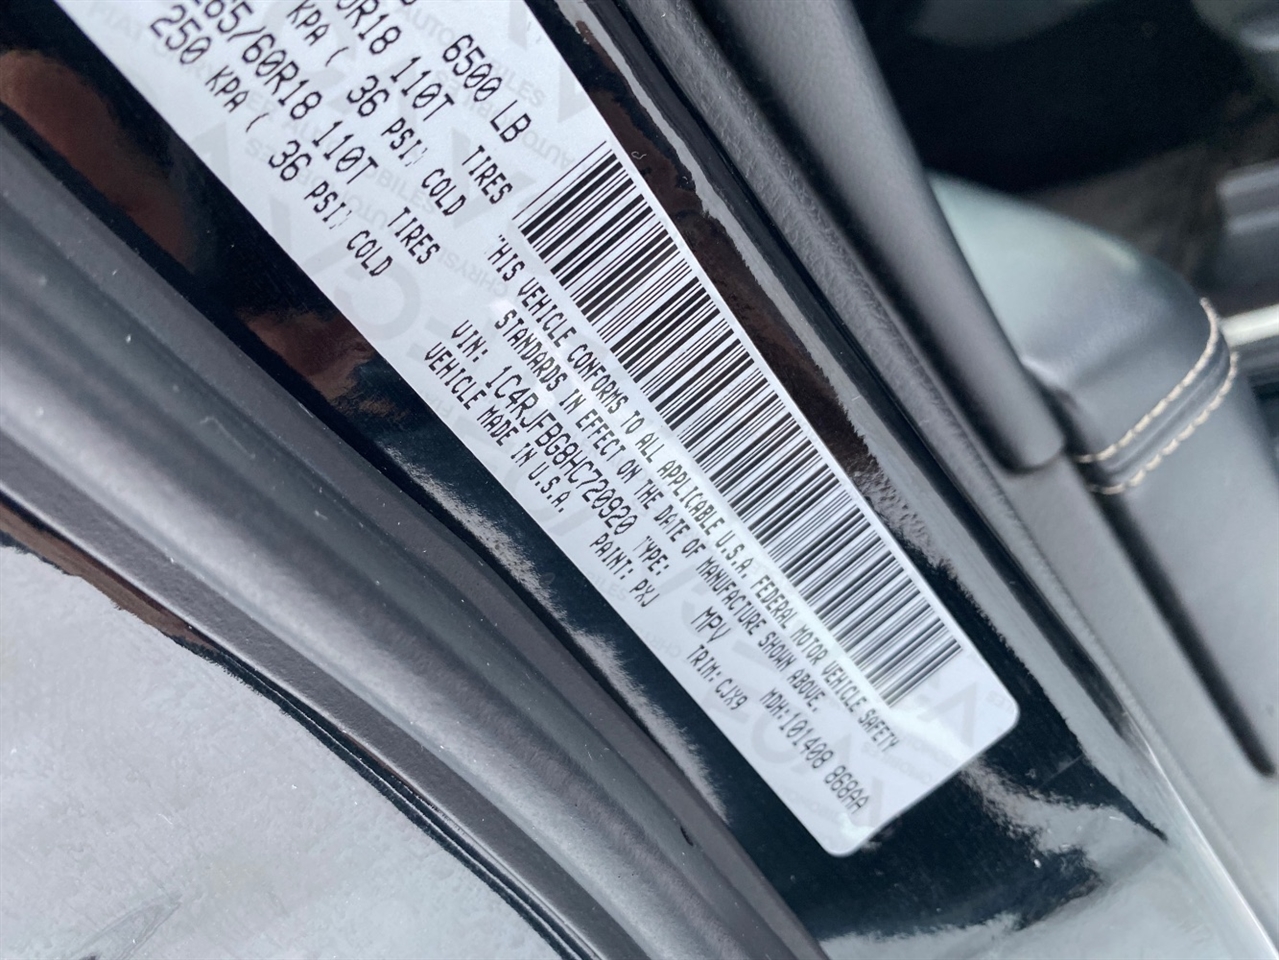 6500 LB
0R18 110T TIRES
KPA ( 36 PSI) COLD
265/60R18 110T TIRES
250 KPA ( 36 PSI) COLD
THIS VEHICLE CONFORMS TO ALL APPLICABLE U.S.A. FEDERAL MOTOR VEHICLE SAFETY
STANDARDS IN EFFECT ON THE DATE OF MANUFACTURE SHOWN ABOVE.
VIN: 1C4RJFBG8HC720920 TYPE: MPV MDH:101408 868AA
VEHICLE MADE IN U.S.A. PAINT: PXJ TRIM: CJX9